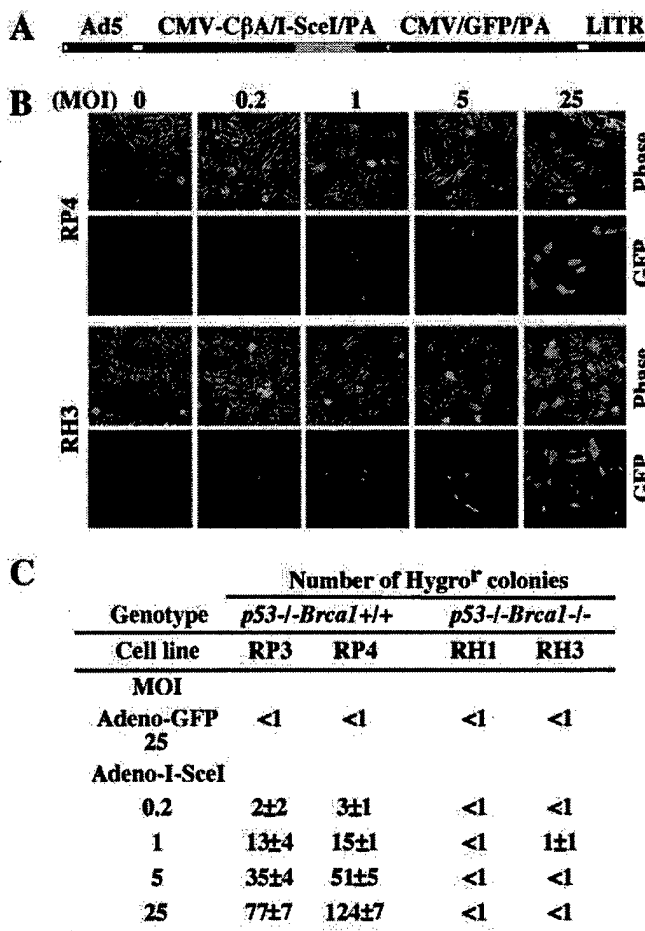 A Ad5 CMV-CβA/I-SceI/PA CMV/GFP/PA LITR
B (MOI) 0 0.2 1 5 25
RP4
Phase
GFP
RH3
Phase
GFP
C
Number of Hygroʳ colonies
Genotype p53-/-Brca1+/+ p53-/-Brca1-/-
Cell line RP3 RP4 RH1 RH3
MOI
Adeno-GFP <1 <1 <1 <1
25
Adeno-I-SceI
0.2 2±2 3±1 <1 <1
1 13±4 15±1 <1 1±1
5 35±4 51±5 <1 <1
25 77±7 124±7 <1 <1